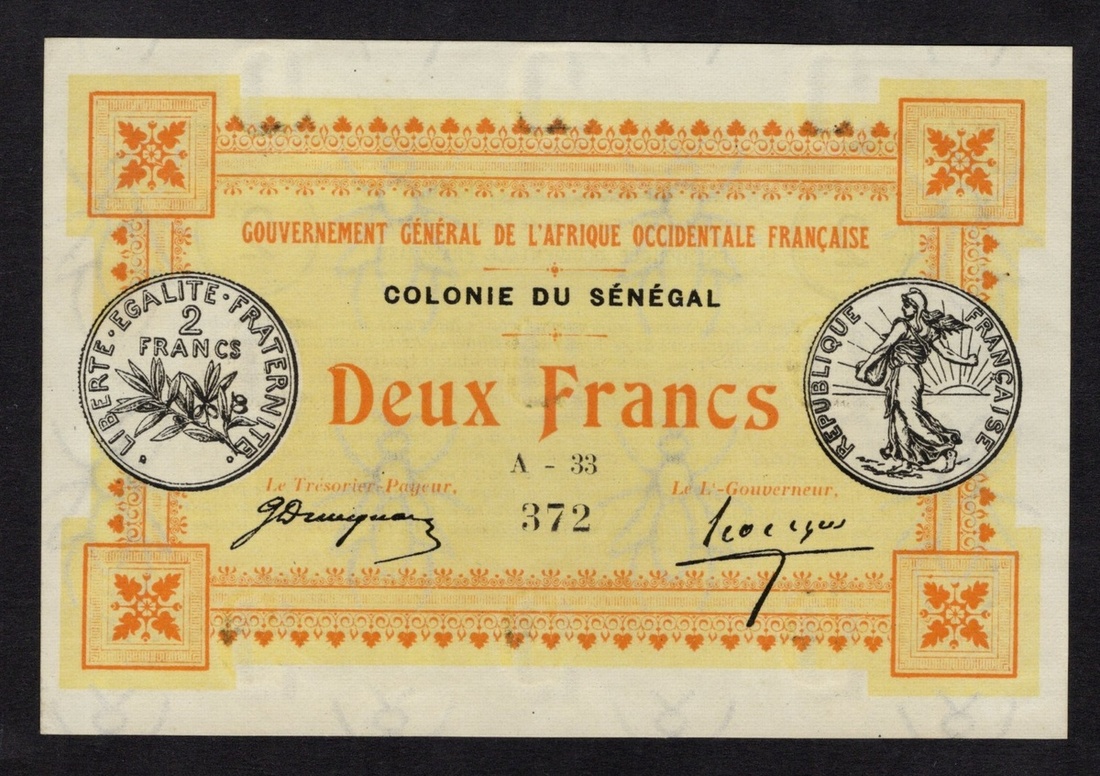 GOUVERNEMENT GÉNÉRAL DE L'AFRIQUE OCCIDENTALE FRANÇAISE
COLONIE DU SÉNÉGAL
LIBERTE·EGALITE·FRATERNITE
2
FRANCS
REPUBLIQUE FRANÇAISE
Deux Francs
A - 33
Le Trésorier-Payeur,
Le Lt-Gouverneur,
372